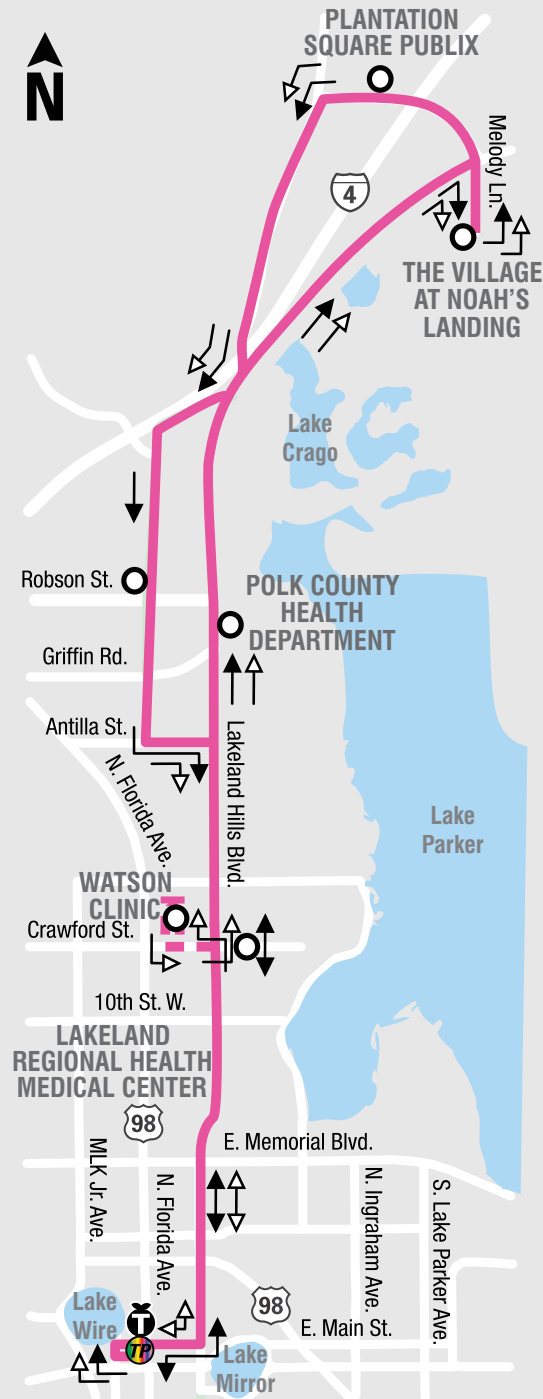 PLANTATION
SQUARE PUBLIX
N
Melody Ln.
4
THE VILLAGE
AT NOAH'S
LANDING
Lake
Crago
Robson St.
POLK COUNTY
HEALTH
DEPARTMENT
Griffin Rd.
Antilla St.
N. Florida Ave.
Lakeland Hills Blvd.
Lake
Parker
WATSON
CLINIC
Crawford St.
10th St. W.
LAKELAND
REGIONAL HEALTH
MEDICAL CENTER
98
E. Memorial Blvd.
MLK Jr. Ave.
N. Florida Ave.
N. Ingraham Ave.
S. Lake Parker Ave.
Lake
Wire
T
TP
98
E. Main St.
Lake
Mirror